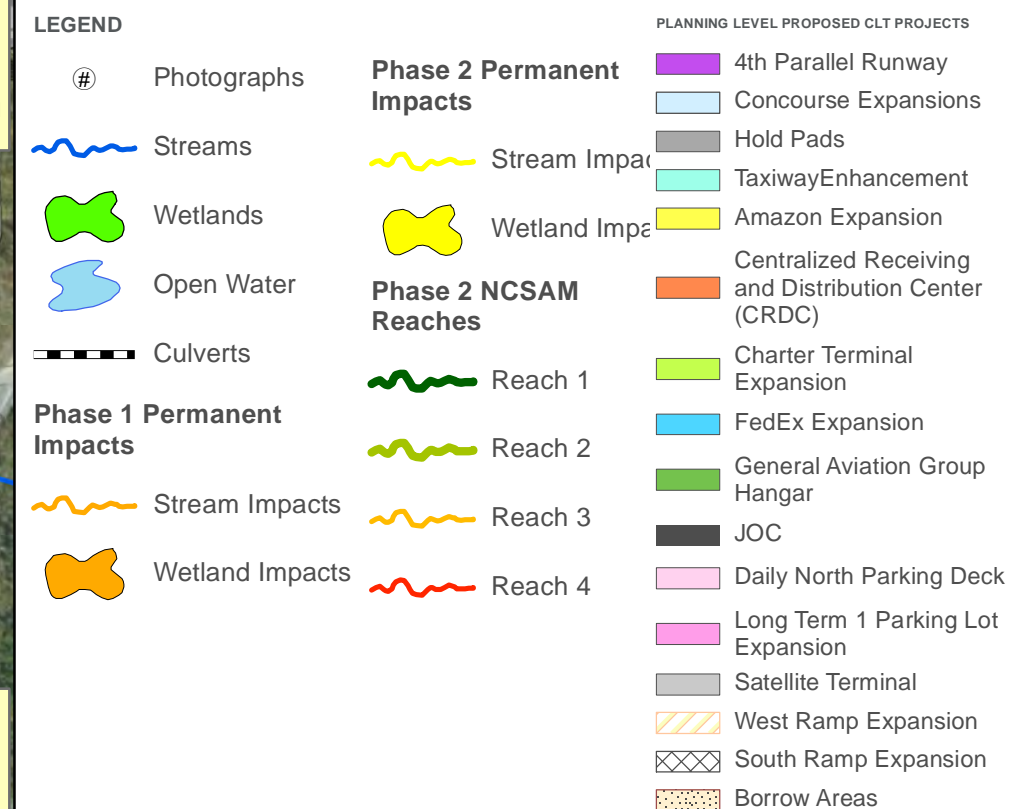 LEGEND
#
Photographs
Streams
Wetlands
Open Water
Culverts
Phase 1 Permanent
Impacts
Stream Impacts
Wetland Impacts
Phase 2 Permanent
Impacts
Stream Impac
Wetland Impa
Phase 2 NCSAM
Reaches
Reach 1
Reach 2
Reach 3
Reach 4
PLANNING LEVEL PROPOSED CLT PROJECTS
4th Parallel Runway
Concourse Expansions
Hold Pads
TaxiwayEnhancement
Amazon Expansion
Centralized Receiving
and Distribution Center
(CRDC)
Charter Terminal
Expansion
FedEx Expansion
General Aviation Group
Hangar
JOC
Daily North Parking Deck
Long Term 1 Parking Lot
Expansion
Satellite Terminal
West Ramp Expansion
South Ramp Expansion
Borrow Areas